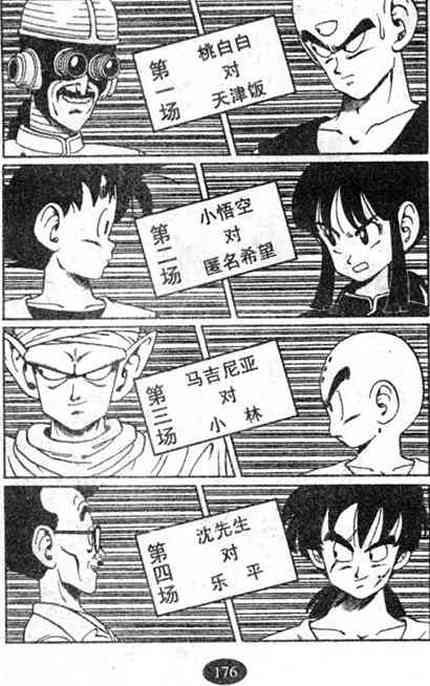 第一场
桃白白
对
天津饭
第二场
小悟空
对
匿名希望
第三场
马吉尼亚
对
小林
第四场
沈先生
对
乐平
176